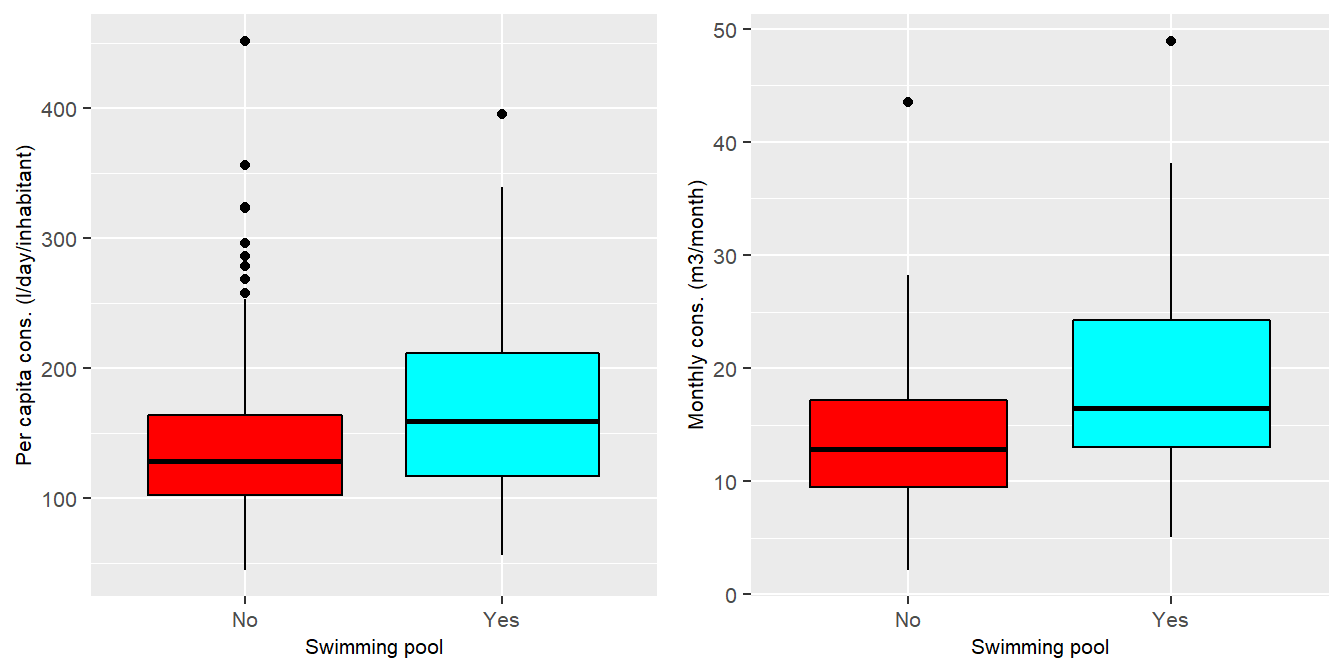 Per capita cons. (l/day/inhabitant)
400
300
200
100
No
Yes
Swimming pool
Monthly cons. (m3/month)
50
40
30
20
10
0
No
Yes
Swimming pool